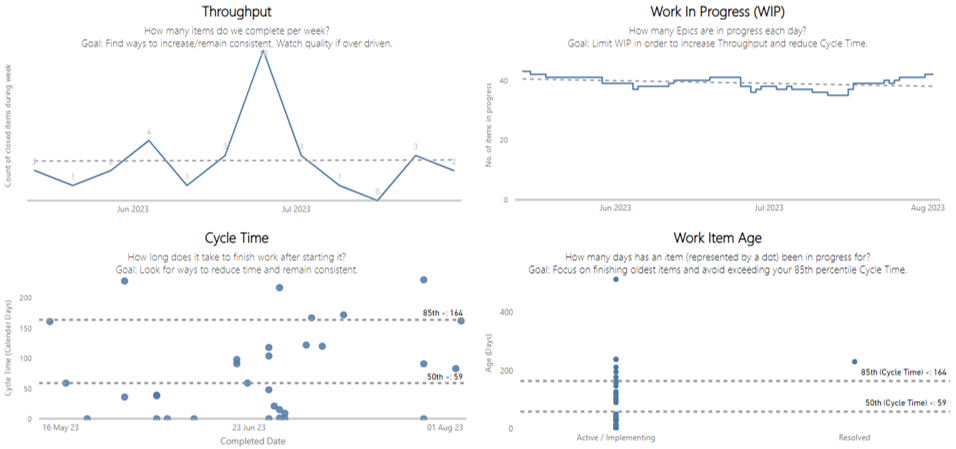 Throughput
How many items do we complete per week?
Goal: Find ways to increase/remain consistent. Watch quality if over driven.
Count of closed items during week
2
1
2
4
1
3
3
1
0
3
2
Jun 2023
Jul 2023
Work In Progress (WIP)
How many Epics are in progress each day?
Goal: Limit WIP in order to increase Throughput and reduce Cycle Time.
No. of items in progress
40
20
0
Jun 2023
Jul 2023
Aug 2023
Cycle Time
How long does it take to finish work after starting it?
Goal: Look for ways to reduce time and remain consistent.
Cycle Time (Calendar Days)
200
150
100
50
0
85th -: 164
50th -: 59
16 May 23
23 Jun 23
01 Aug 23
Completed Date
Work Item Age
How many days has an item (represented by a dot) been in progress for?
Goal: Focus on finishing oldest items and avoid exceeding your 85th percentile Cycle Time.
Age (Days)
400
200
0
85th (Cycle Time) -: 164
50th (Cycle Time) -: 59
Active / Implementing
Resolved